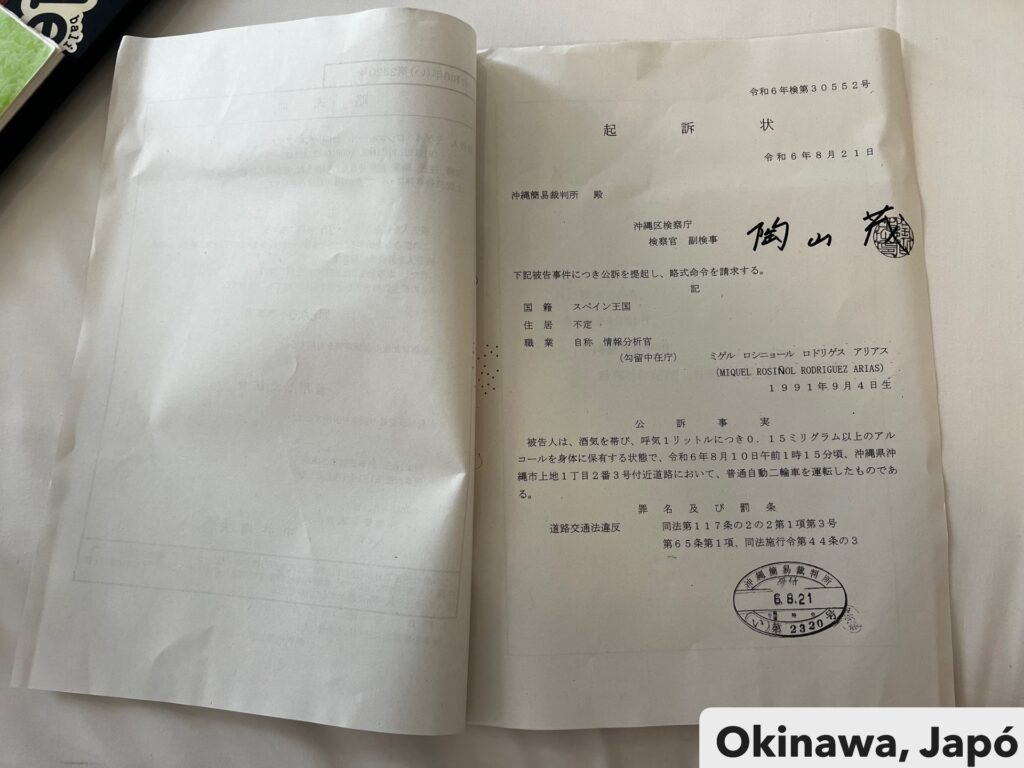 令和6年検第30552号
起訴状
令和6年8月21日
沖縄簡易裁判所 殿
沖縄区検察庁
検察官 副検事 陶山 茂
下記被告事件につき公訴を提起し、略式命令を請求する。
記
国籍 スペイン王国
住居 不定
職業 自称 情報分析官
(勾留中在庁) ミゲル ロシニョール ロドリゲス アリアス
(MIQUEL ROSIÑOL RODRIGUEZ ARIAS)
1991年9月4日生
公訴事実
被告人は、酒気を帯び、呼気1リットルにつき0.15ミリグラム以上のアル
コールを身体に保有する状態で、令和6年8月10日午前1時15分頃、沖縄県沖
縄市上地1丁目2番3号付近道路において、普通自動二輪車を運転したものであ
る。
罪名及び罰条
道路交通法違反 同法第117条の2の2第1項第3号
第65条第1項、同法施行令第44条の3
沖縄簡易裁判所
受付
6.8.21
(い)第2320号
Okinawa, Japó